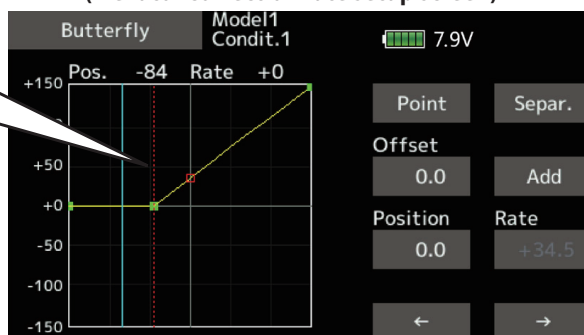 Butterfly
Model1
Condit.1
7.9V
Pos. -84 Rate +0
+150
+50
+0
-50
-100
-150
Point Separ.
Offset
0.0 Add
Position Rate
0.0 +34.5
← →